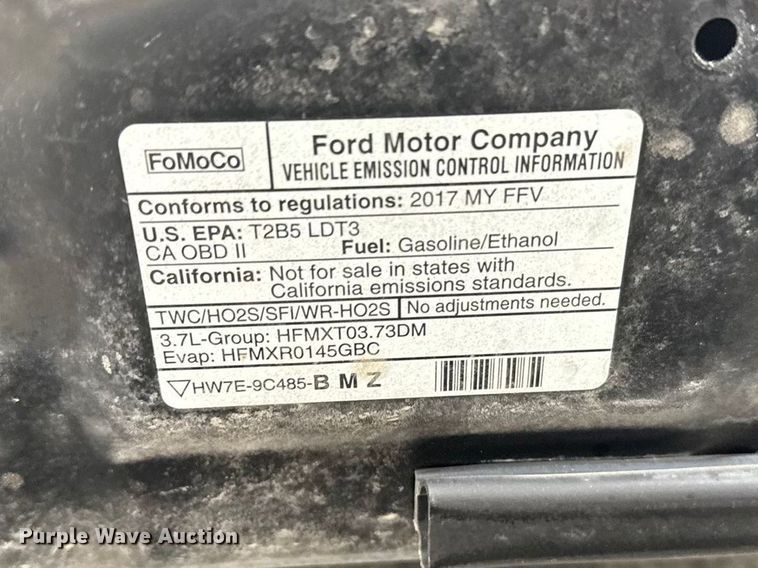 FoMoCo
Ford Motor Company
VEHICLE EMISSION CONTROL INFORMATION
Conforms to regulations: 2017 MY FFV
U.S. EPA: T2B5 LDT3
CA OBD II Fuel: Gasoline/Ethanol
California: Not for sale in states with
California emissions standards.
TWC/HO2S/SFI/WR-HO2S No adjustments needed.
3.7L-Group: HFMXT03.73DM
Evap: HFMXR0145GBC
HW7E-9C485-BMZ
Purple Wave Auction